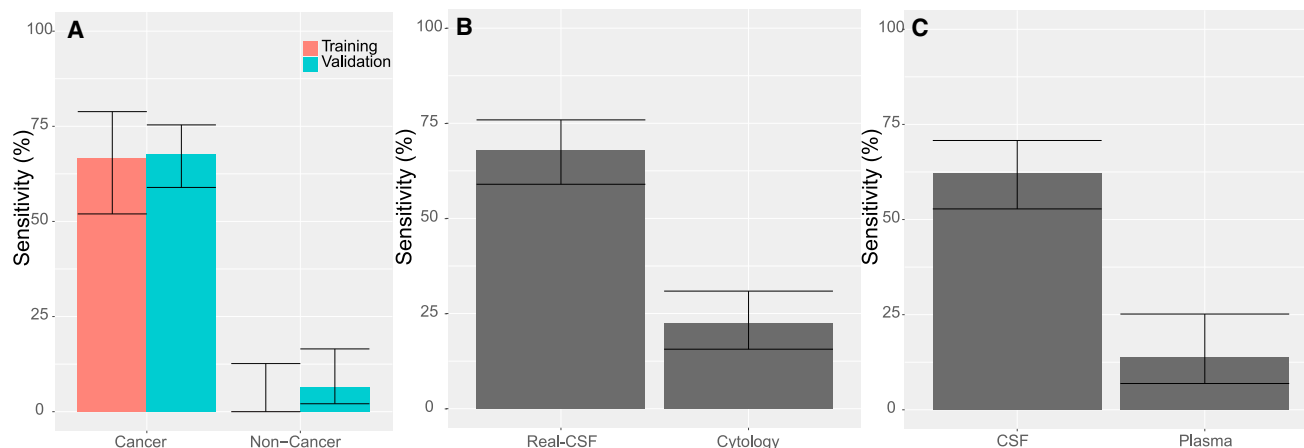 A
Training
Validation
Sensitivity (%)
100
75
50
25
0
Cancer
Non−Cancer
B
Sensitivity (%)
100
75
50
25
0
Real-CSF
Cytology
C
Sensitivity (%)
100
75
50
25
0
CSF
Plasma